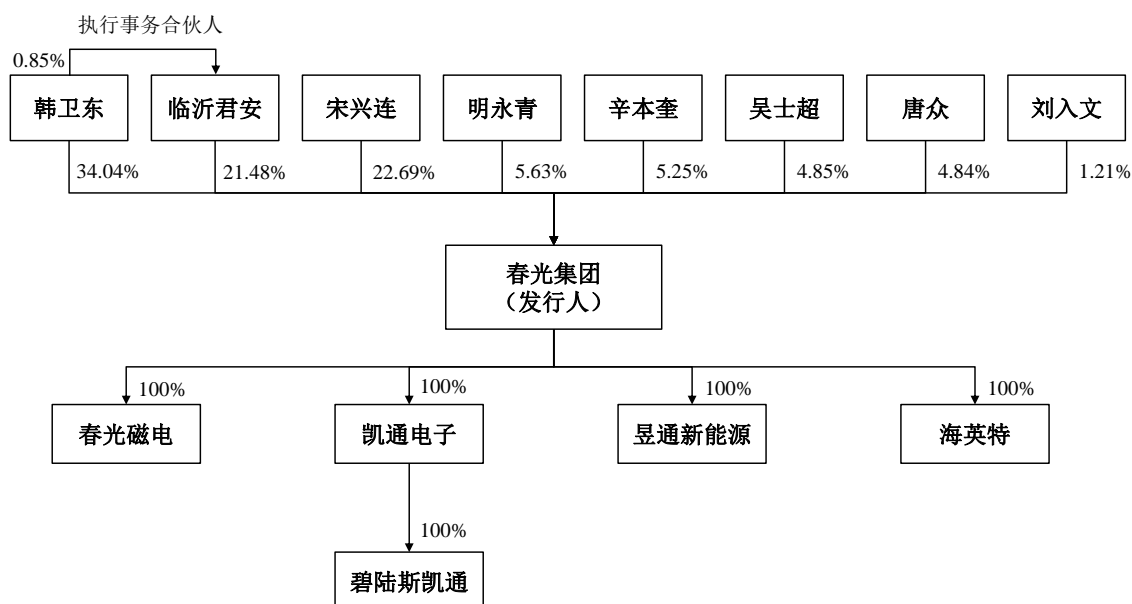 执行事务合伙人
0.85%
韩卫东
临沂君安
宋兴连
明永青
辛本奎
吴士超
唐众
刘入文
34.04%
21.48%
22.69%
5.63%
5.25%
4.85%
4.84%
1.21%
春光集团
（发行人）
100%
100%
100%
100%
春光磁电
凯通电子
昱通新能源
海英特
100%
碧陆斯凯通